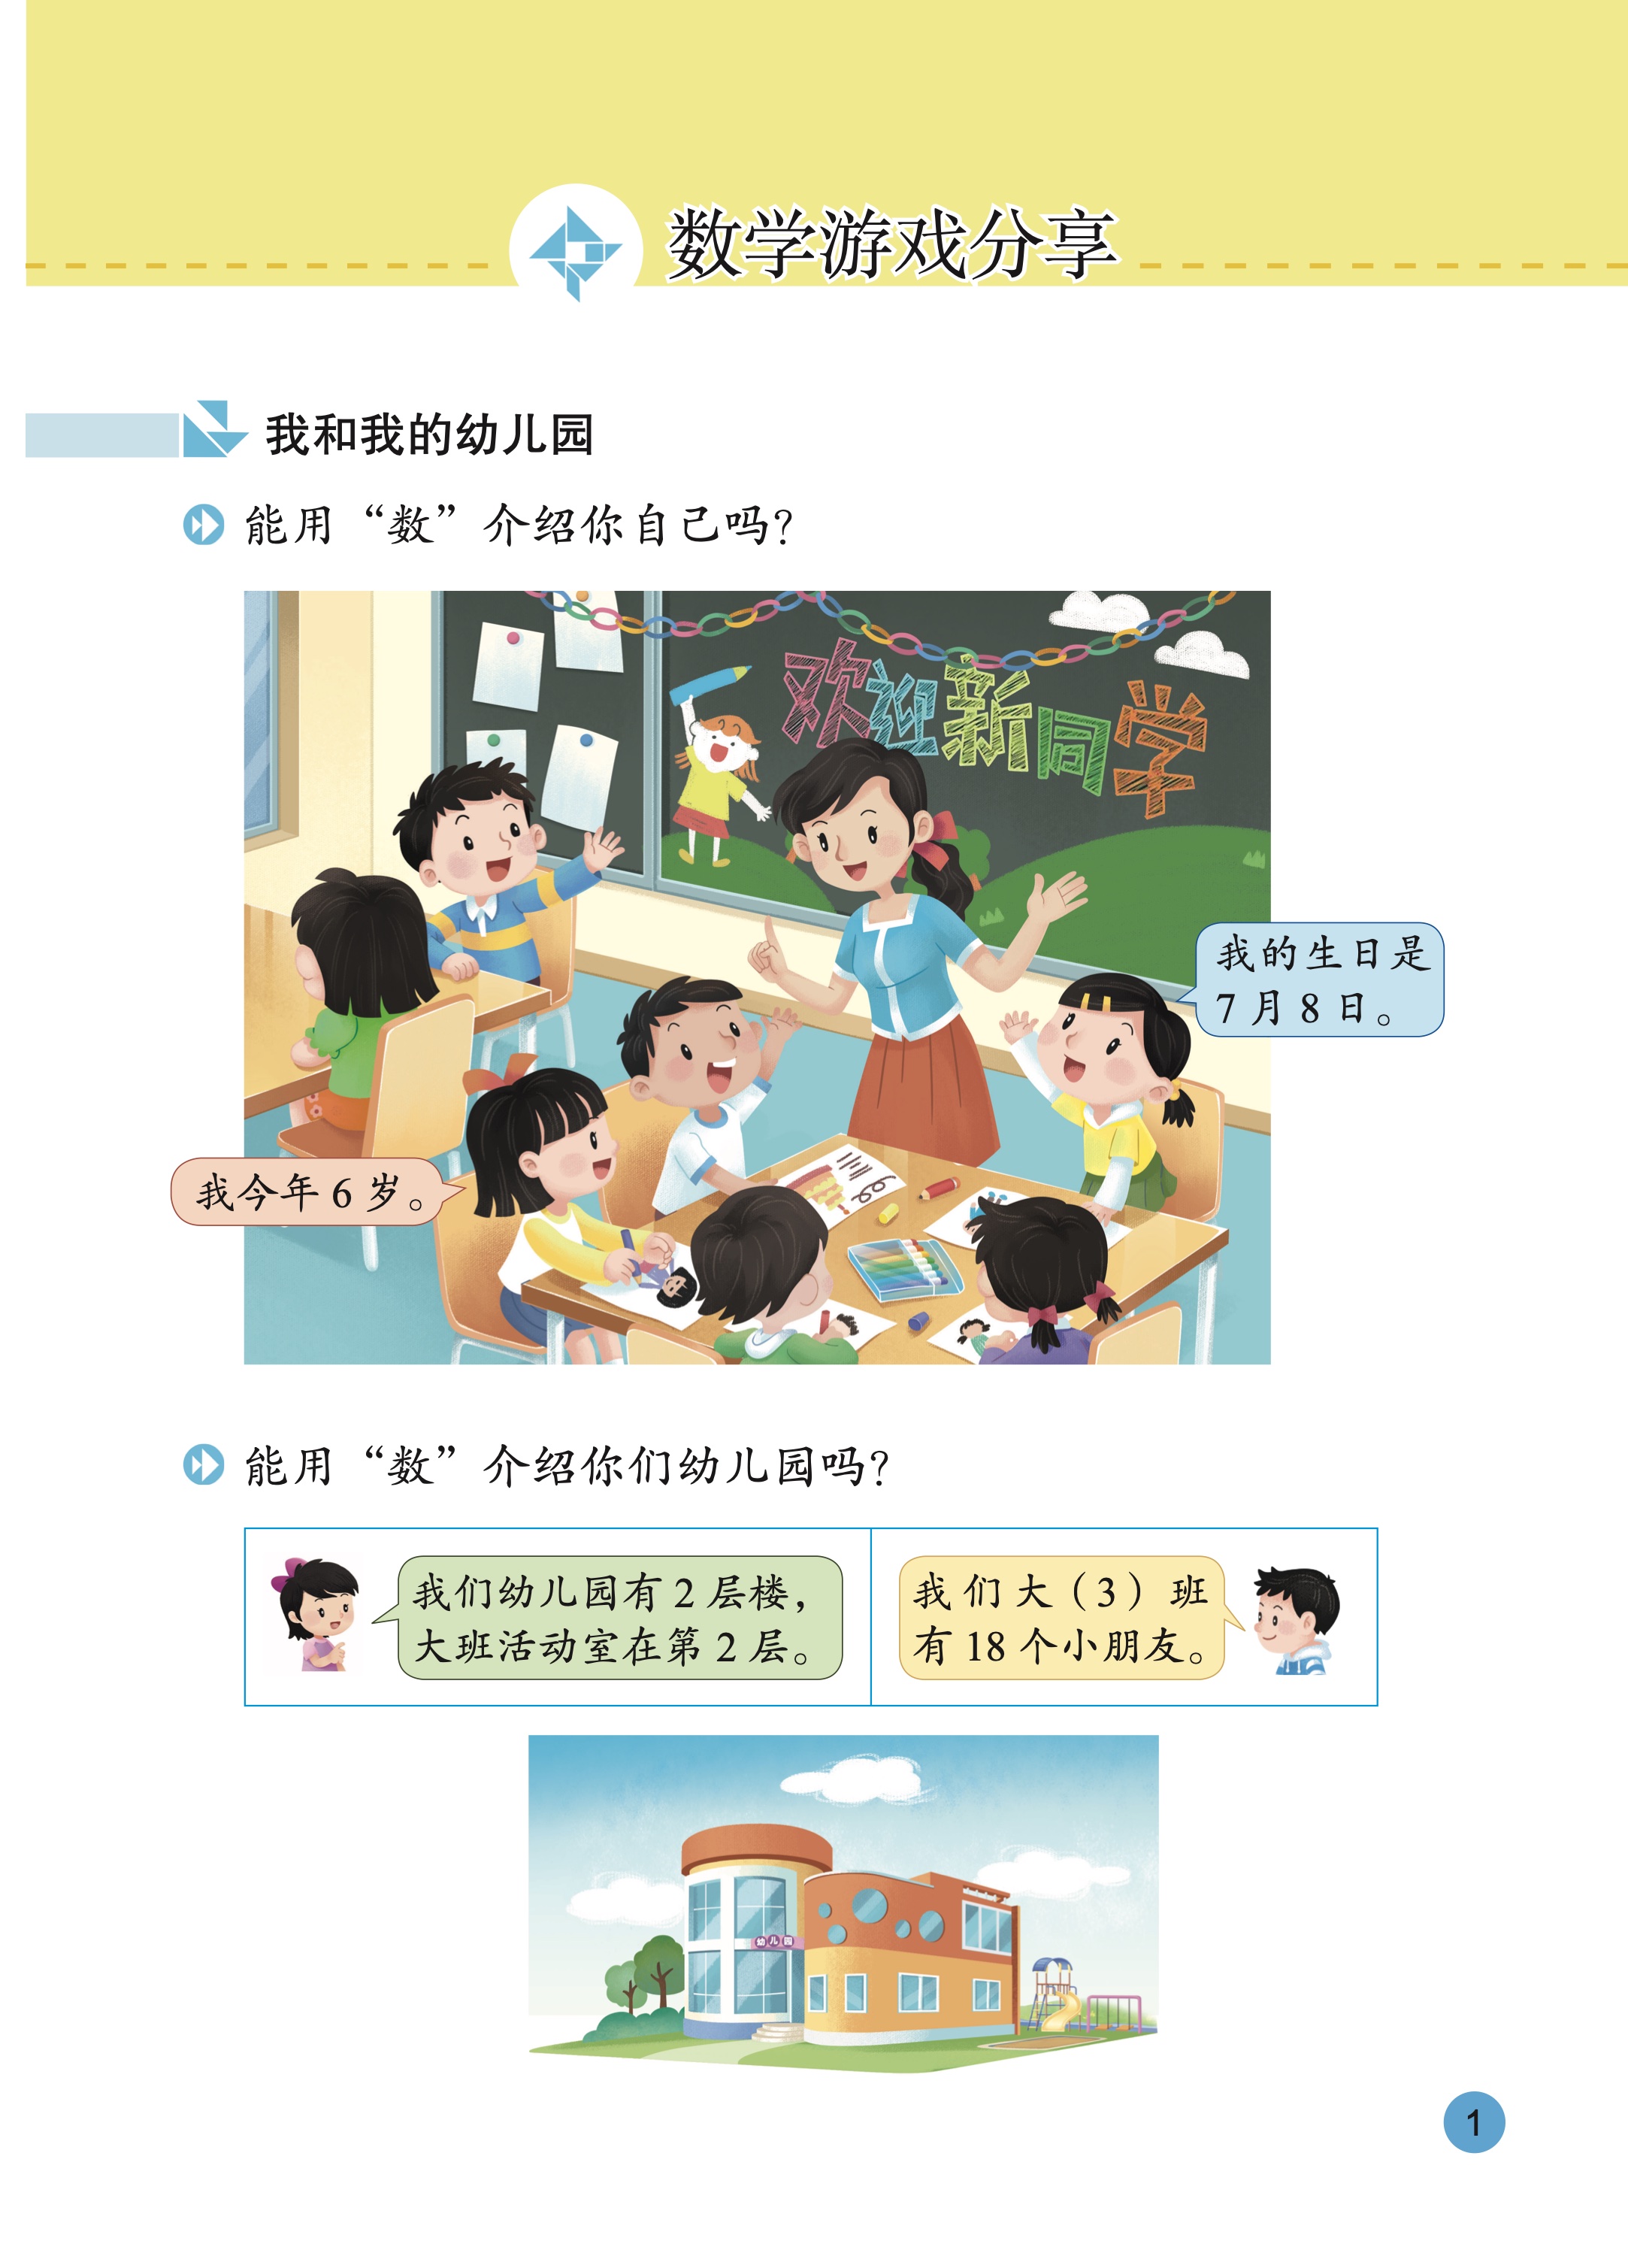 数学游戏分享
我和我的幼儿园
能用“数”介绍你自己吗？
欢迎新同学
我的生日是
7月8日。
我今年6岁。
能用“数”介绍你们幼儿园吗？
我们幼儿园有2层楼，
大班活动室在第2层。
我们大（3）班
有18个小朋友。
幼儿园
1